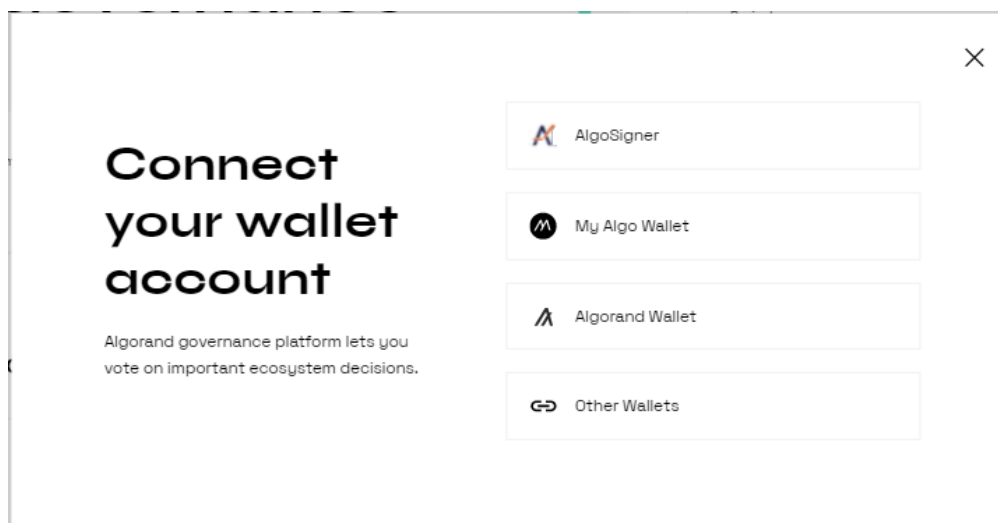 Connect
your wallet
account
Algorand governance platform lets you
vote on important ecosystem decisions.
AlgoSigner
My Algo Wallet
Algorand Wallet
Other Wallets